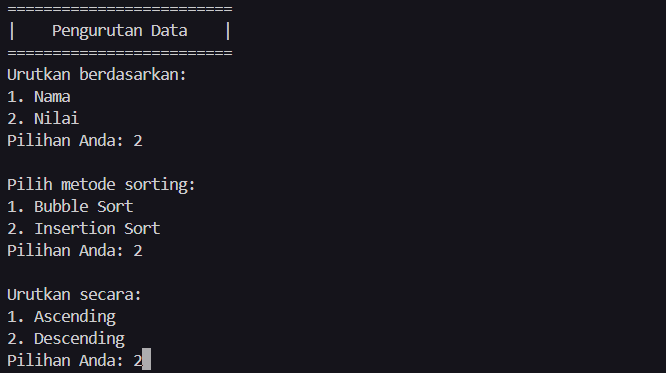 =========================
|    Pengurutan Data    |
=========================
Urutkan berdasarkan:
1. Nama
2. Nilai
Pilihan Anda: 2

Pilih metode sorting:
1. Bubble Sort
2. Insertion Sort
Pilihan Anda: 2

Urutkan secara:
1. Ascending
2. Descending
Pilihan Anda: 2